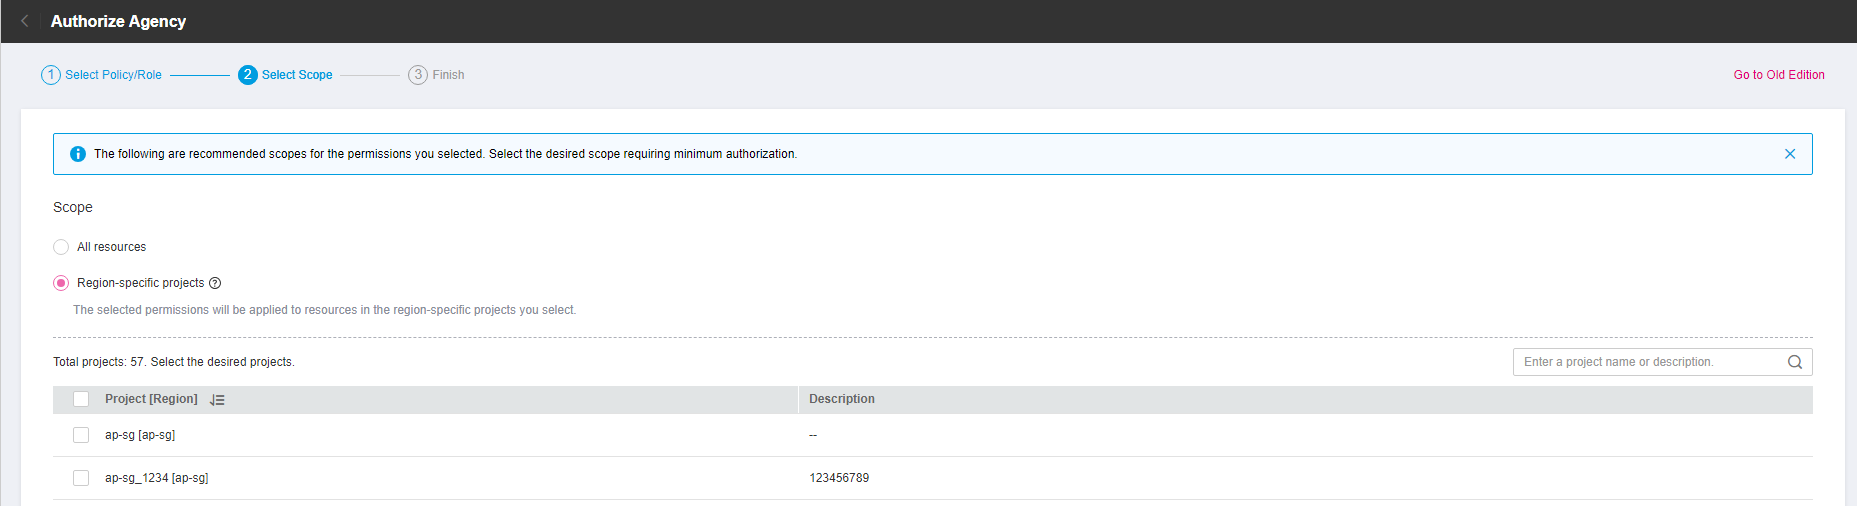 Authorize Agency
1 Select Policy/Role 2 Select Scope 3 Finish Go to Old Edition
The following are recommended scopes for the permissions you selected. Select the desired scope requiring minimum authorization.
Scope
All resources
Region-specific projects
The selected permissions will be applied to resources in the region-specific projects you select.
Total projects: 57. Select the desired projects. Enter a project name or description.
Project [Region] Description
ap-sg [ap-sg] --
ap-sg_1234 [ap-sg] 123456789